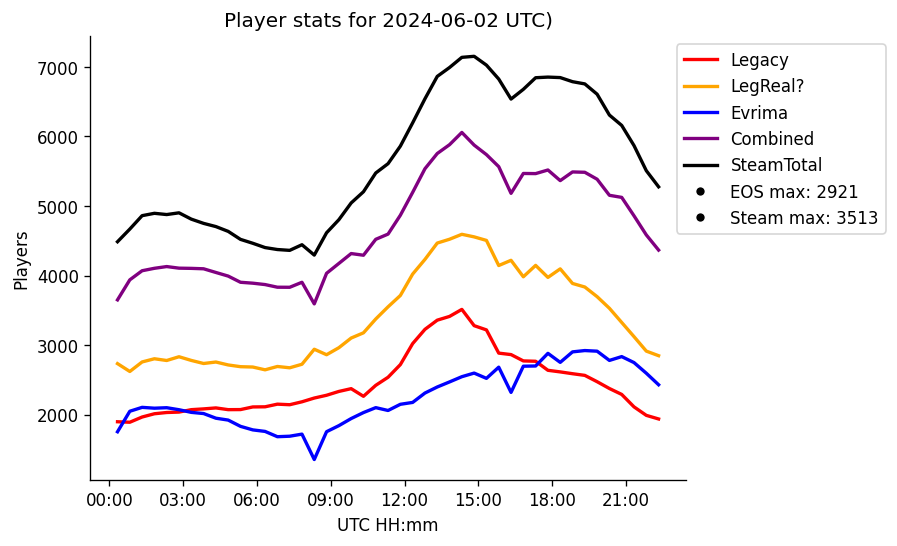 Player stats for 2024-06-02 UTC)
Legacy
LegReal?
Evrima
Combined
SteamTotal
EOS max: 2921
Steam max: 3513
Players
7000
6000
5000
4000
3000
2000
00:00 03:00 06:00 09:00 12:00 15:00 18:00 21:00
UTC HH:mm